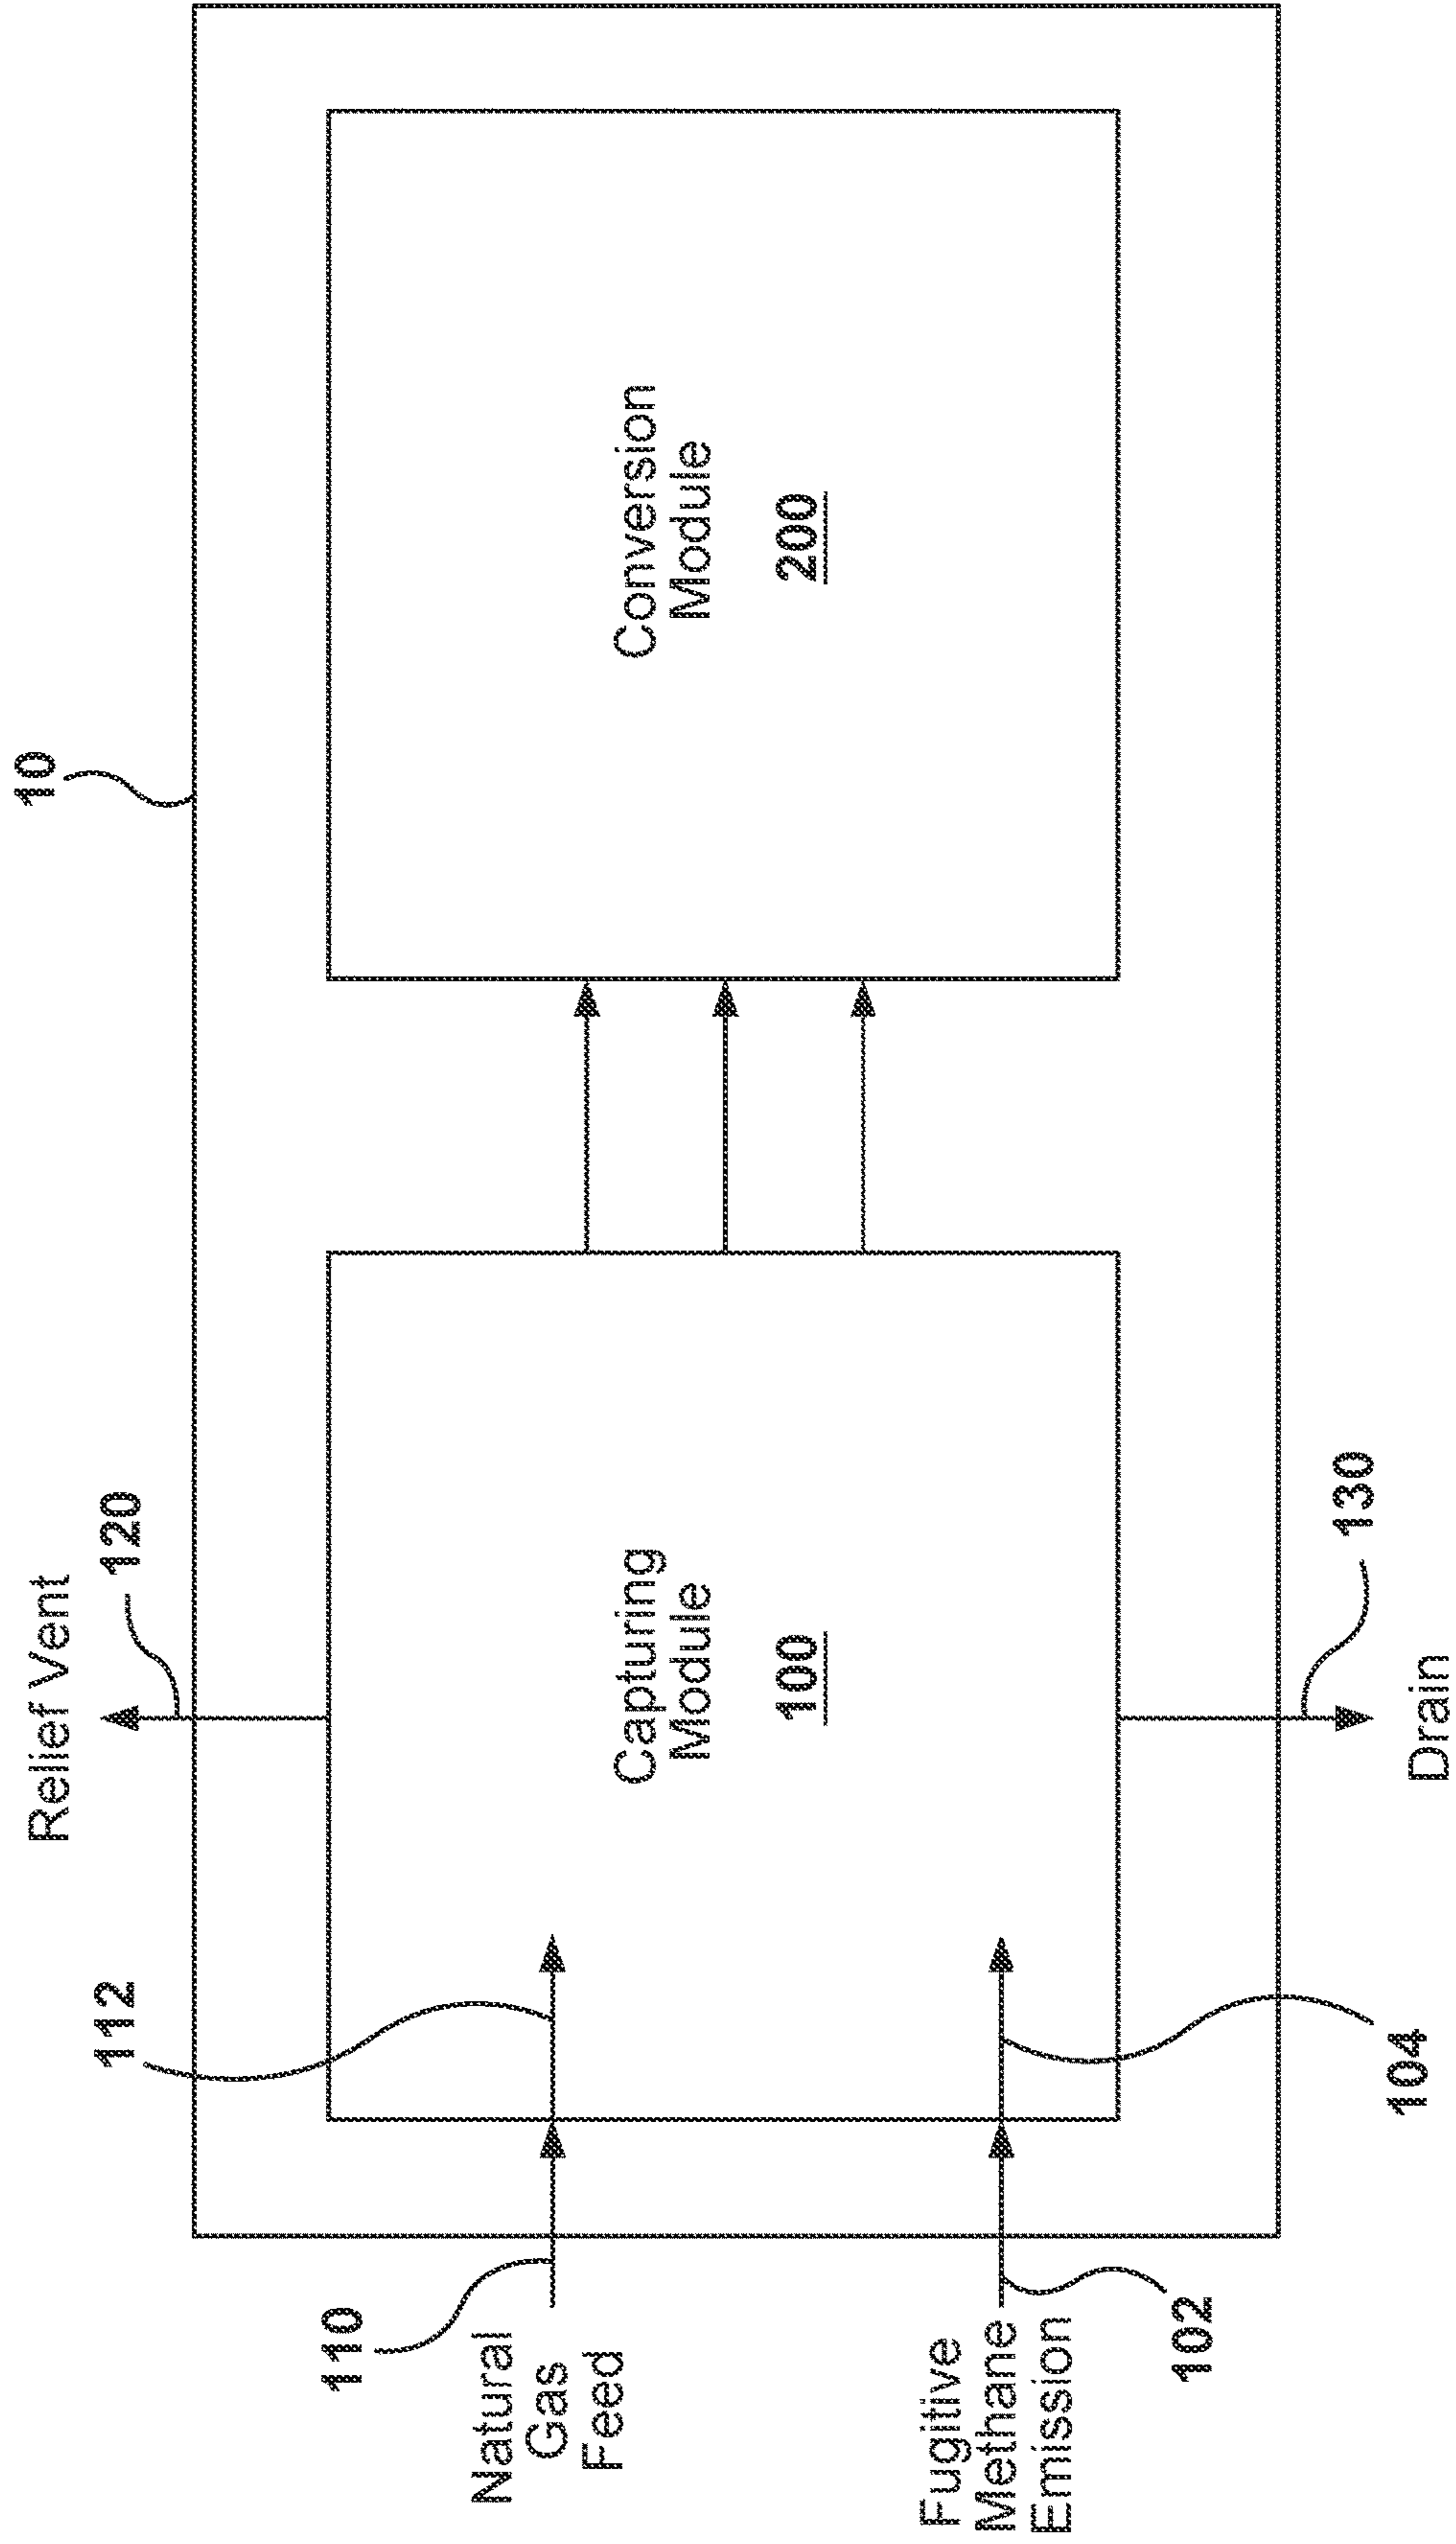 10
Relief Vent
120
112
110
Natural
Gas
Feed
Capturing
Module
100
Conversion
Module
200
Fugitive
Methane
Emission
102
104
130
Drain